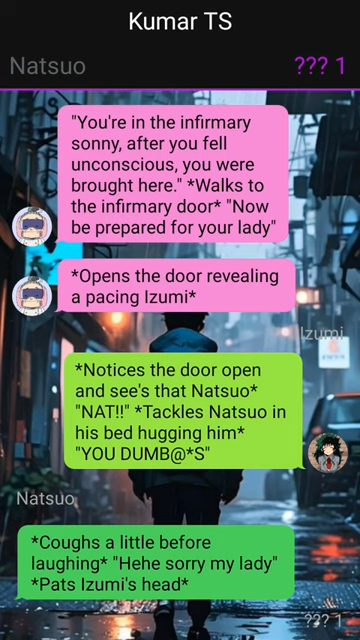 Kumar TS
Natsuo
??? 1
"You're in the infirmary
sonny, after you fell
unconscious, you were
brought here." *Walks to
the infirmary door* "Now
be prepared for your lady"
*Opens the door revealing
a pacing Izumi*
Izumi
*Notices the door open
and see's that Natsuo*
"NAT!!" *Tackles Natsuo in
his bed hugging him*
"YOU DUMB@*S"
Natsuo
*Coughs a little before
laughing* "Hehe sorry my lady"
*Pats Izumi's head*
??? 1